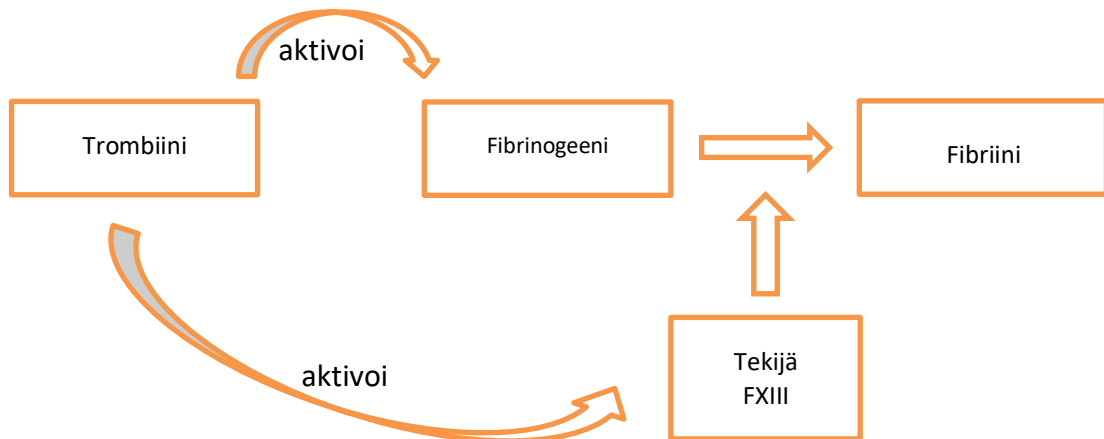 aktivoi
Trombiini
Fibrinogeeni
Fibriini
Tekijä
FXIII
aktivoi